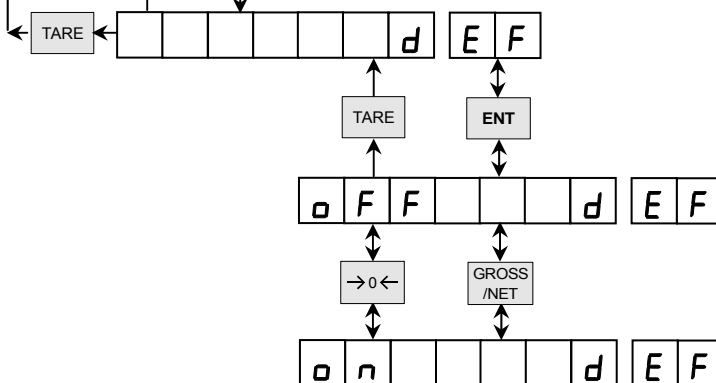 TARE d E F
TARE ENT
o F F d E F
→0← GROSS
/NET
o n d E F